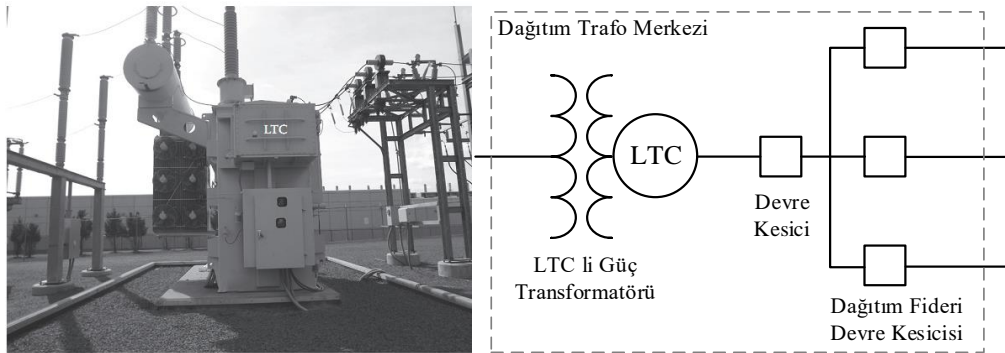 LTC
Dağıtım Trafo Merkezi
LTC
Devre
Kesici
LTC li Güç
Transformatörü
Dağıtım Fideri
Devre Kesicisi